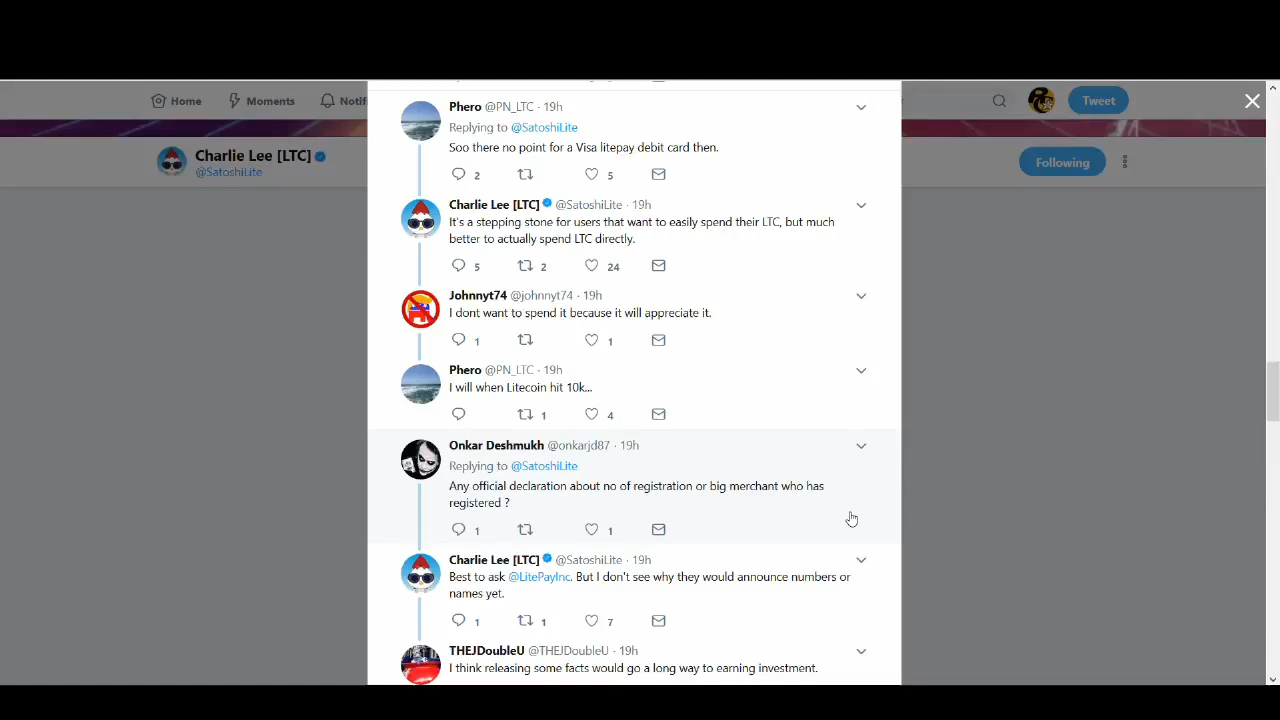 Home
Moments
Notif
Tweet
Charlie Lee [LTC]
@SatoshiLite
Following
Phero @PN_LTC · 19h
Replying to @SatoshiLite
Soo there no point for a Visa litepay debit card then.
2 5
Charlie Lee [LTC] @SatoshiLite · 19h
It's a stepping stone for users that want to easily spend their LTC, but much
better to actually spend LTC directly.
5 2 24
Johnnyt74 @johnnyt74 · 19h
I dont want to spend it because it will appreciate it.
1 1
Phero @PN_LTC · 19h
I will when Litecoin hit 10k...
1 4
Onkar Deshmukh @onkarjd87 · 19h
Replying to @SatoshiLite
Any official declaration about no of registration or big merchant who has
registered ?
1 1
Charlie Lee [LTC] @SatoshiLite · 19h
Best to ask @LitePayInc. But I don't see why they would announce numbers or
names yet.
1 1 7
THEJDoubleU @THEJDoubleU · 19h
I think releasing some facts would go a long way to earning investment.